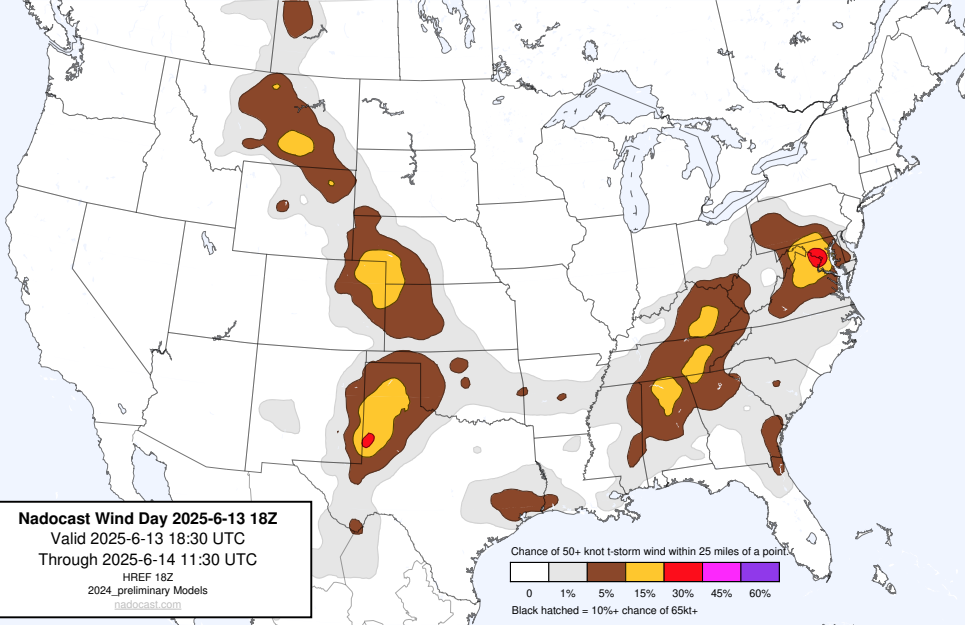 Nadocast Wind Day 2025-6-13 18Z
Valid 2025-6-13 18:30 UTC
Through 2025-6-14 11:30 UTC
HREF 18Z
2024_preliminary Models
nadocast.com
Chance of 50+ knot t-storm wind within 25 miles of a point.
0 1% 5% 15% 30% 45% 60%
Black hatched = 10%+ chance of 65kt+